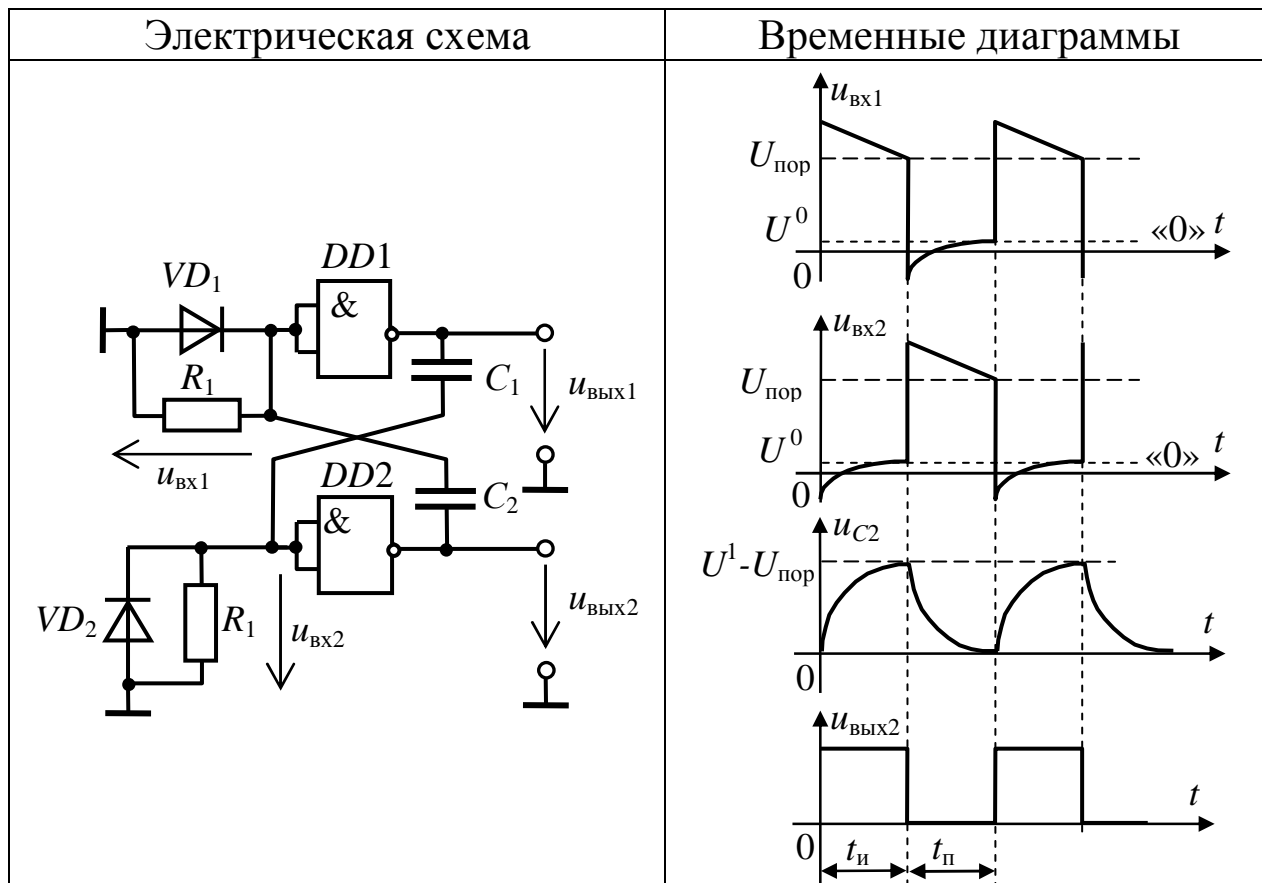 Электрическая схема
Временные диаграммы
VD₁
DD1
&
R₁
C₁
uвых1
uвх1
DD2
&
C₂
VD₂
R₁
uвх2
uвых2
uвх1
Uпор
U⁰
«0»
t
0
uвх2
Uпор
U⁰
«0»
t
0
uC2
U¹-Uпор
t
0
uвых2
t
0
tи
tп